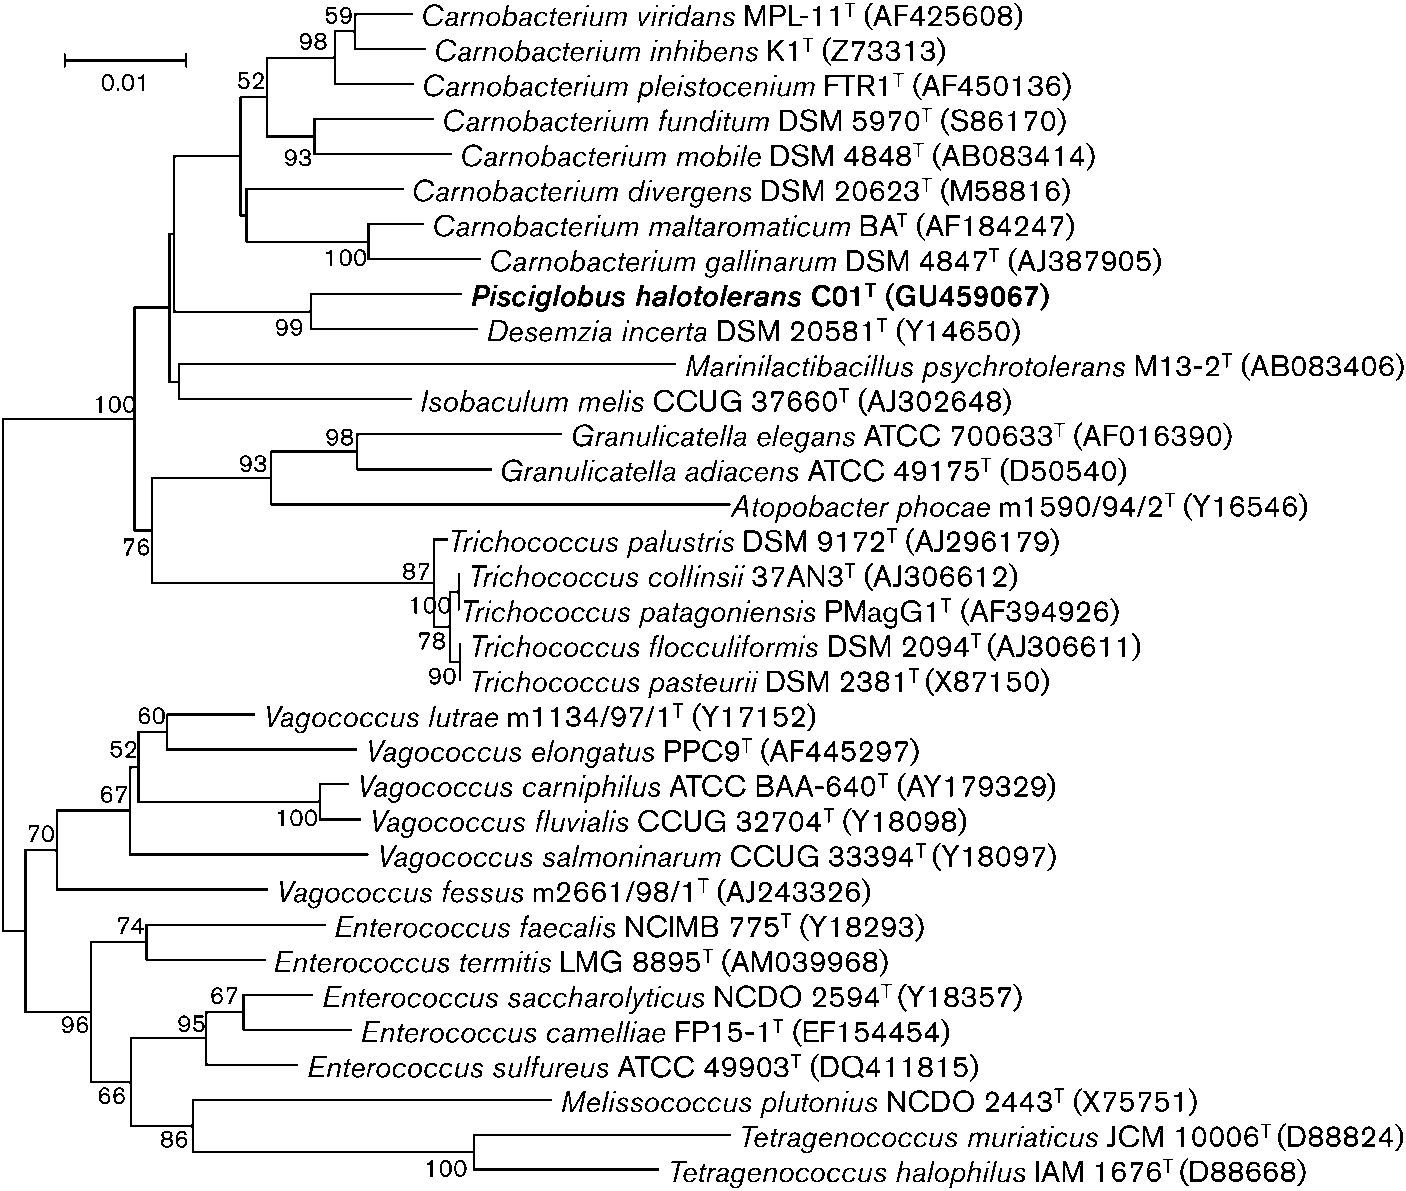 59 Carnobacterium viridans MPL-11ᵀ (AF425608)
98 Carnobacterium inhibens K1ᵀ (Z73313)
0.01 52 Carnobacterium pleistocenium FTR1ᵀ (AF450136)
Carnobacterium funditum DSM 5970ᵀ (S86170)
93 Carnobacterium mobile DSM 4848ᵀ (AB083414)
Carnobacterium divergens DSM 20623ᵀ (M58816)
Carnobacterium maltaromaticum BAᵀ (AF184247)
100 Carnobacterium gallinarum DSM 4847ᵀ (AJ387905)
Pisciglobus halotolerans C01ᵀ (GU459067)
99 Desemzia incerta DSM 20581ᵀ (Y14650)
Marinilactibacillus psychrotolerans M13-2ᵀ (AB083406)
100 Isobaculum melis CCUG 37660ᵀ (AJ302648)
98 Granulicatella elegans ATCC 700633ᵀ (AF016390)
93 Granulicatella adiacens ATCC 49175ᵀ (D50540)
Atopobacter phocae m1590/94/2ᵀ (Y16546)
76 Trichococcus palustris DSM 9172ᵀ (AJ296179)
87 Trichococcus collinsii 37AN3ᵀ (AJ306612)
100 Trichococcus patagoniensis PMagG1ᵀ (AF394926)
78 Trichococcus flocculiformis DSM 2094ᵀ (AJ306611)
90 Trichococcus pasteurii DSM 2381ᵀ (X87150)
60 Vagococcus lutrae m1134/97/1ᵀ (Y17152)
52 Vagococcus elongatus PPC9ᵀ (AF445297)
67 Vagococcus carniphilus ATCC BAA-640ᵀ (AY179329)
100 Vagococcus fluvialis CCUG 32704ᵀ (Y18098)
70 Vagococcus salmoninarum CCUG 33394ᵀ (Y18097)
Vagococcus fessus m2661/98/1ᵀ (AJ243326)
74 Enterococcus faecalis NCIMB 775ᵀ (Y18293)
Enterococcus termitis LMG 8895ᵀ (AM039968)
67 Enterococcus saccharolyticus NCDO 2594ᵀ (Y18357)
96 95 Enterococcus camelliae FP15-1ᵀ (EF154454)
Enterococcus sulfureus ATCC 49903ᵀ (DQ411815)
66 Melissococcus plutonius NCDO 2443ᵀ (X75751)
86 Tetragenococcus muriaticus JCM 10006ᵀ (D88824)
100 Tetragenococcus halophilus IAM 1676ᵀ (D88668)